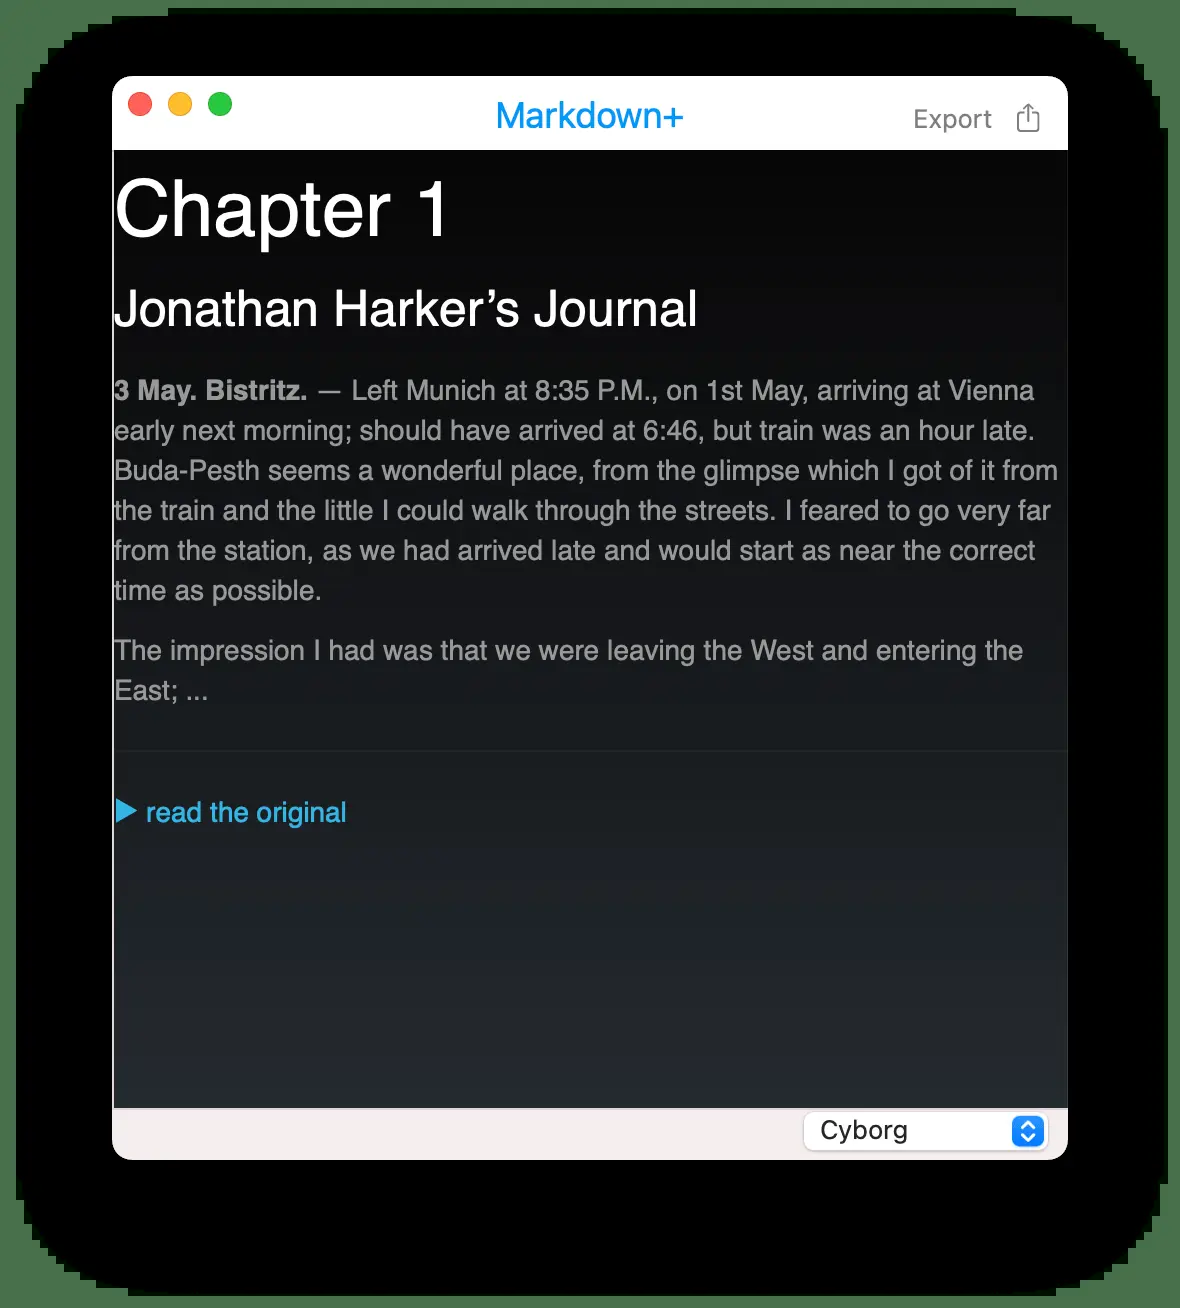 Markdown+
Export
Chapter 1
Jonathan Harker’s Journal
3 May. Bistritz. — Left Munich at 8:35 P.M., on 1st May, arriving at Vienna
early next morning; should have arrived at 6:46, but train was an hour late.
Buda-Pesth seems a wonderful place, from the glimpse which I got of it from
the train and the little I could walk through the streets. I feared to go very far
from the station, as we had arrived late and would start as near the correct
time as possible.
The impression I had was that we were leaving the West and entering the
East; ...
read the original
Cyborg